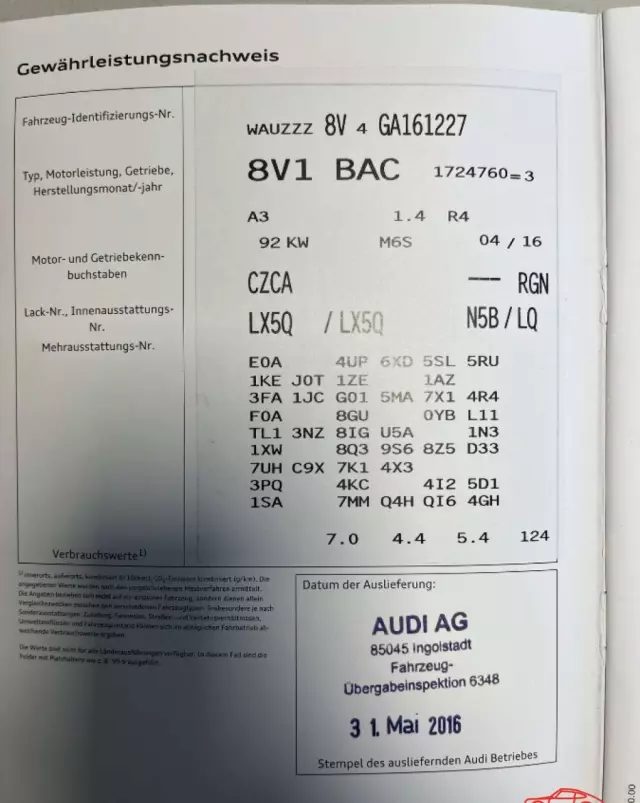 Gewährleistungsnachweis
Fahrzeug-Identifizierungs-Nr.
WAUZZZ 8V 4 GA161227
Typ, Motorleistung, Getriebe,
Herstellungsmonat/-jahr
8V1 BAC 1724760=3
A3 1.4 R4
92 KW M6S 04 / 16
Motor- und Getriebekenn-
buchstaben
CZCA --- RGN
Lack-Nr., Innenausstattungs-
Nr.
LX5Q / LX5Q N5B / LQ
Mehrausstattungs-Nr.
E0A 4UP 6XD 5SL 5RU
1KE J0T 1ZE 1AZ
3FA 1JC G01 5MA 7X1 4R4
F0A 8GU 0YB L11
TL1 3NZ 8IG U5A 1N3
1XW 8Q3 9S6 8Z5 D33
7UH C9X 7K1 4X3
3PQ 4KC 4I2 5D1
1SA 7MM Q4H QI6 4GH
Verbrauchswerte1)
7.0 4.4 5.4 124
Datum der Auslieferung:
AUDI AG
85045 Ingolstadt
Fahrzeug-
Übergabeinspektion 6348
31. Mai 2016
Stempel des ausliefernden Audi Betriebes